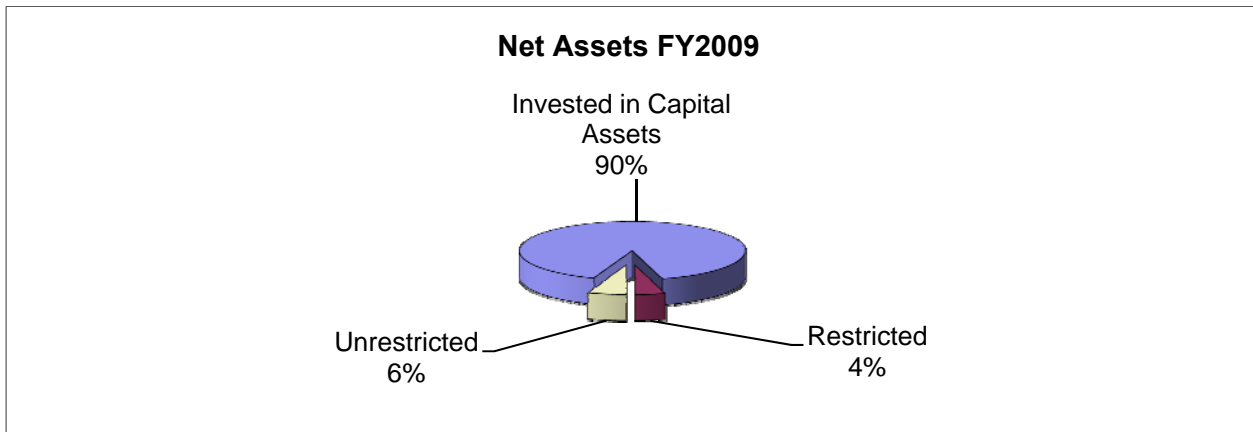 Net Assets FY2009
Invested in Capital
Assets
90%
Unrestricted
6%
Restricted
4%